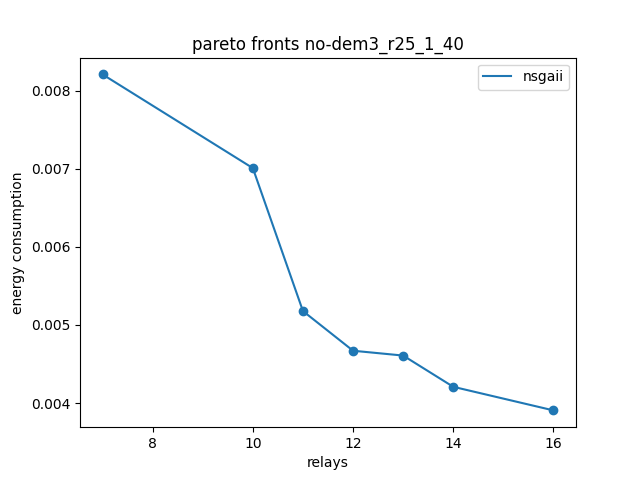 pareto fronts no-dem3_r25_1_40
nsgaii
0.008
0.007
0.006
0.005
0.004
energy consumption
8
10
12
14
16
relays